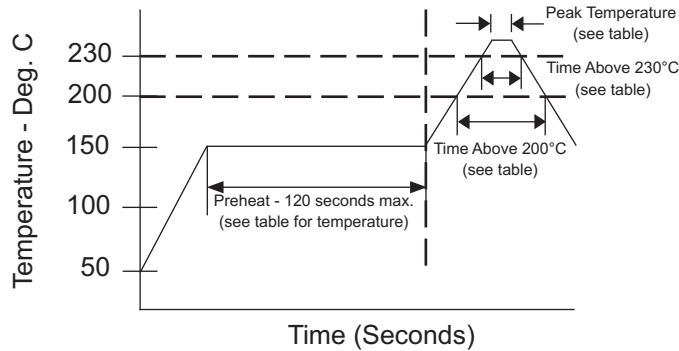 Peak Temperature
(see table)
230
Time Above 230°C
(see table)
200
150
Time Above 200°C
(see table)
Preheat - 120 seconds max.
(see table for temperature)
100
50
Temperature - Deg. C
Time (Seconds)